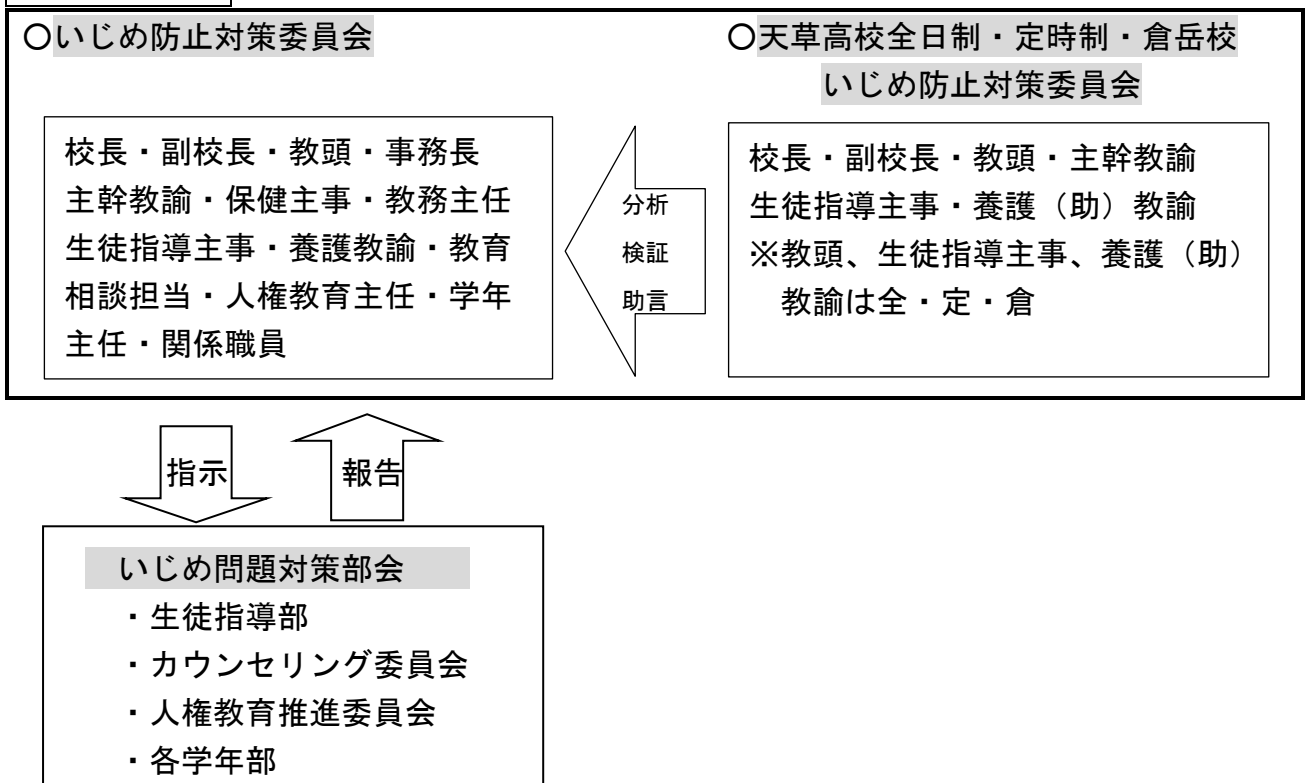 ○いじめ防止対策委員会
校長・副校長・教頭・事務長
主幹教諭・保健主事・教務主任
生徒指導主事・養護教諭・教育
相談担当・人権教育主任・学年
主任・関係職員
分析
検証
助言
○天草高校全日制・定時制・倉岳校
いじめ防止対策委員会
校長・副校長・教頭・主幹教諭
生徒指導主事・養護（助）教諭
※教頭、生徒指導主事、養護（助）
教諭は全・定・倉
指示
報告
いじめ問題対策部会
・生徒指導部
・カウンセリング委員会
・人権教育推進委員会
・各学年部